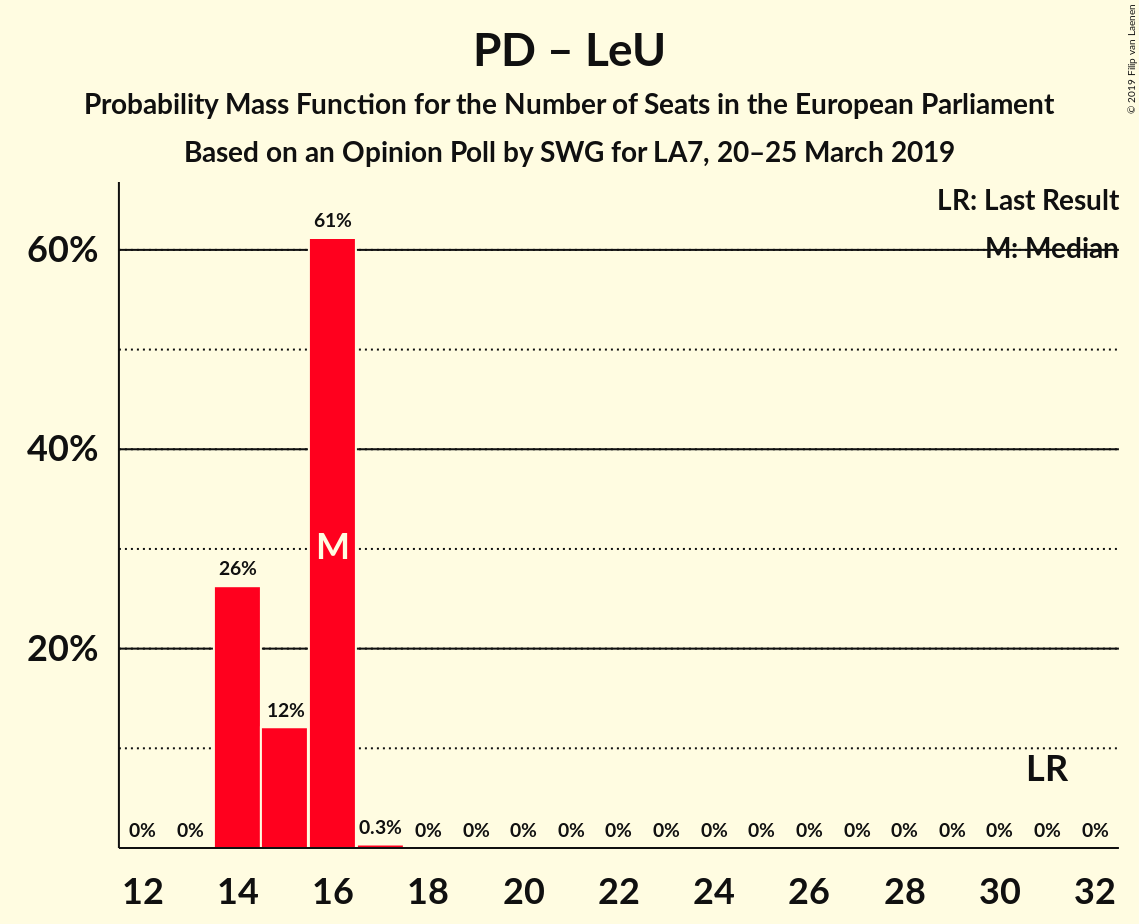 PD – LeU
Probability Mass Function for the Number of Seats in the European Parliament
Based on an Opinion Poll by SWG for LA7, 20–25 March 2019
© 2019 Filip van Laenen
LR: Last Result
M: Median
60%
40%
20%
0% 0% 26% 12% 61% 0.3% 0% 0% 0% 0% 0% 0% 0% 0% 0% 0% 0% 0% 0% 0% 0%
M
LR
12 14 16 18 20 22 24 26 28 30 32